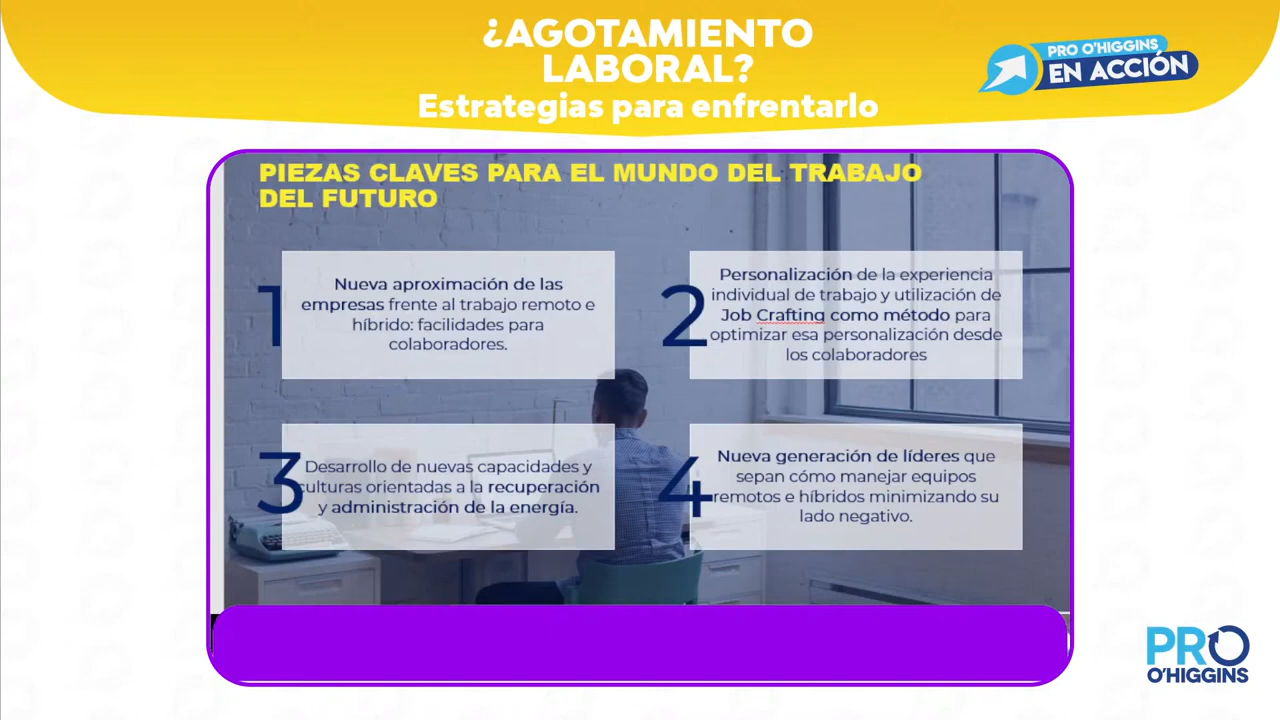 ¿AGOTAMIENTO
LABORAL?
Estrategias para enfrentarlo
PRO O'HIGGINS
EN ACCIÓN
PIEZAS CLAVES PARA EL MUNDO DEL TRABAJO
DEL FUTURO
1
Nueva aproximación de las
empresas frente al trabajo remoto e
híbrido: facilidades para
colaboradores.
2
Personalización de la experiencia
individual de trabajo y utilización de
Job Crafting como método para
optimizar esa personalización desde
los colaboradores
3
Desarrollo de nuevas capacidades y
culturas orientadas a la recuperación
y administración de la energía.
4
Nueva generación de líderes que
sepan cómo manejar equipos
remotos e híbridos minimizando su
lado negativo.
PRO
O'HIGGINS